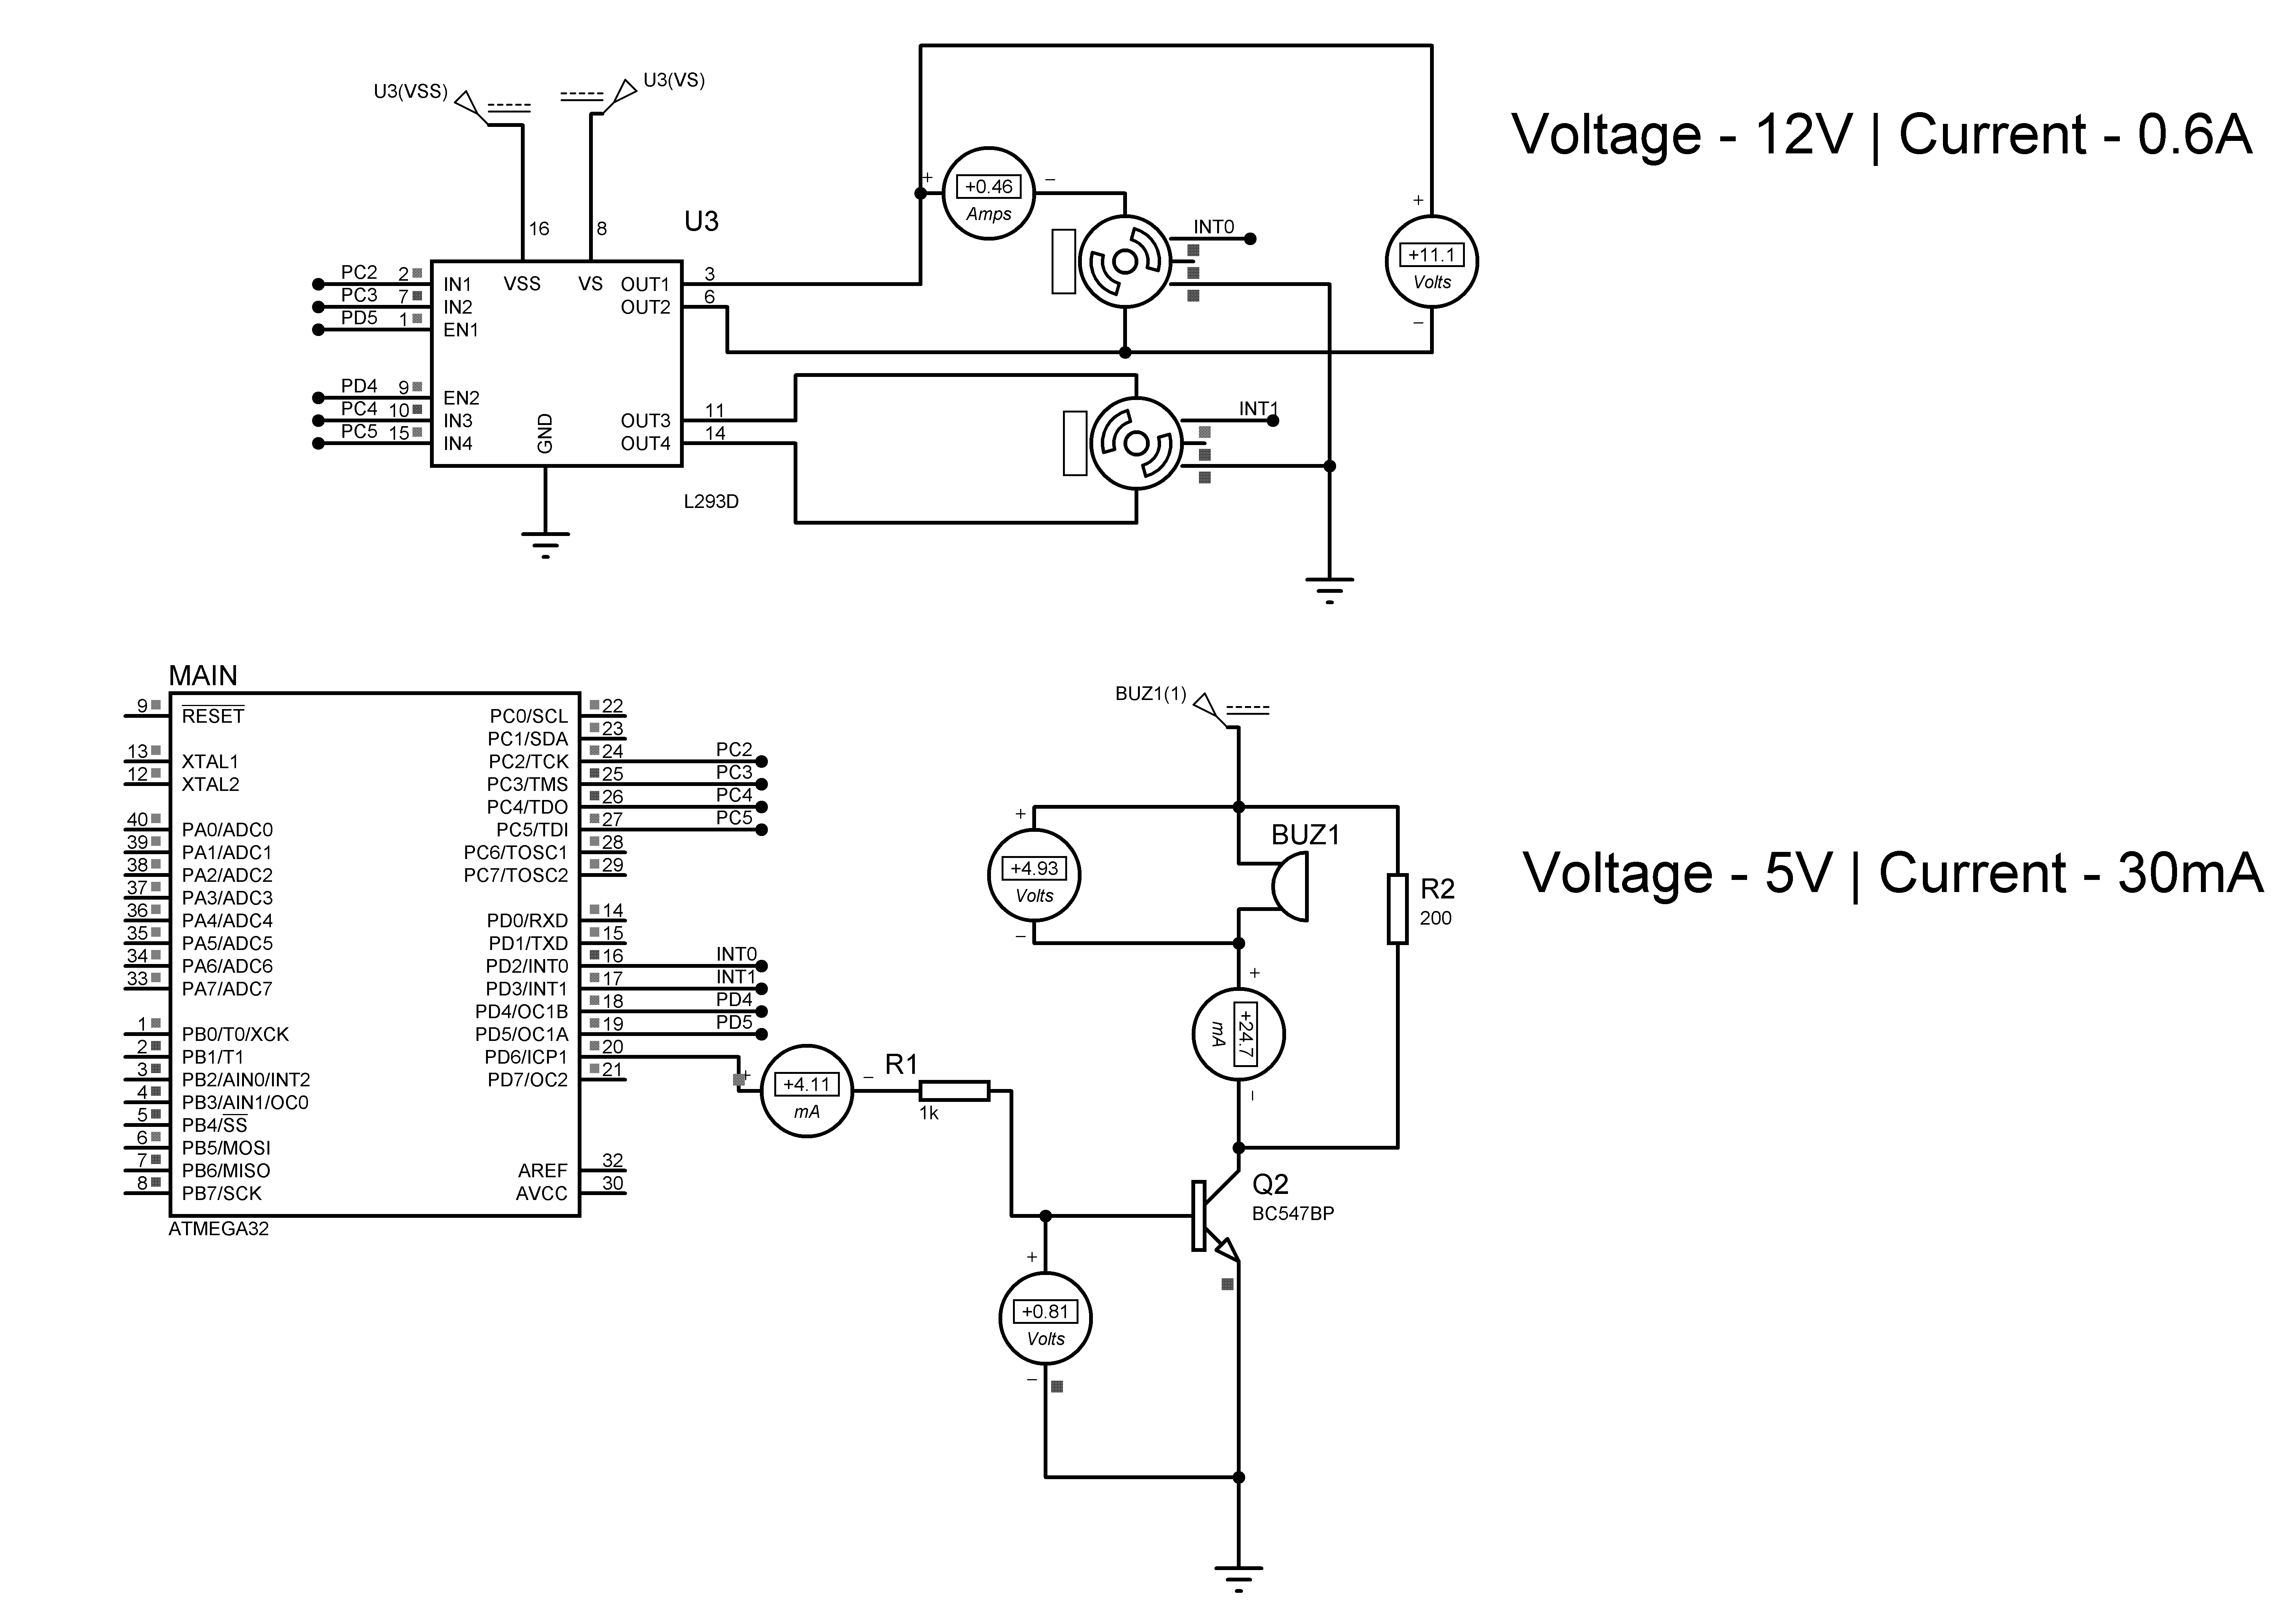 U3(VSS)
U3(VS)
Voltage - 12V | Current - 0.6A
+
+0.46
Amps
−
16
8
U3
INT0
+
+11.1
Volts
−
PC2 2 IN1
PC3 7 IN2
PD5 1 EN1
VSS
VS
OUT1 3
OUT2 6
PD4 9 EN2
PC4 10 IN3
PC5 15 IN4
GND
OUT3 11
OUT4 14
INT1
L293D
MAIN
9 RESET
13 XTAL1
12 XTAL2
40 PA0/ADC0
39 PA1/ADC1
38 PA2/ADC2
37 PA3/ADC3
36 PA4/ADC4
35 PA5/ADC5
34 PA6/ADC6
33 PA7/ADC7
1 PB0/T0/XCK
2 PB1/T1
3 PB2/AIN0/INT2
4 PB3/AIN1/OC0
5 PB4/SS
6 PB5/MOSI
7 PB6/MISO
8 PB7/SCK
PC0/SCL 22
PC1/SDA 23
PC2/TCK 24 PC2
PC3/TMS 25 PC3
PC4/TDO 26 PC4
PC5/TDI 27 PC5
PC6/TOSC1 28
PC7/TOSC2 29
PD0/RXD 14
PD1/TXD 15
PD2/INT0 16 INT0
PD3/INT1 17 INT1
PD4/OC1B 18 PD4
PD5/OC1A 19 PD5
PD6/ICP1 20
PD7/OC2 21
AREF 32
AVCC 30
ATMEGA32
BUZ1(1)
+
+4.93
Volts
−
BUZ1
R2
200
Voltage - 5V | Current - 30mA
+
+24.7
mA
−
+
+4.11
mA
−
R1
1k
Q2
BC547BP
+
+0.81
Volts
−